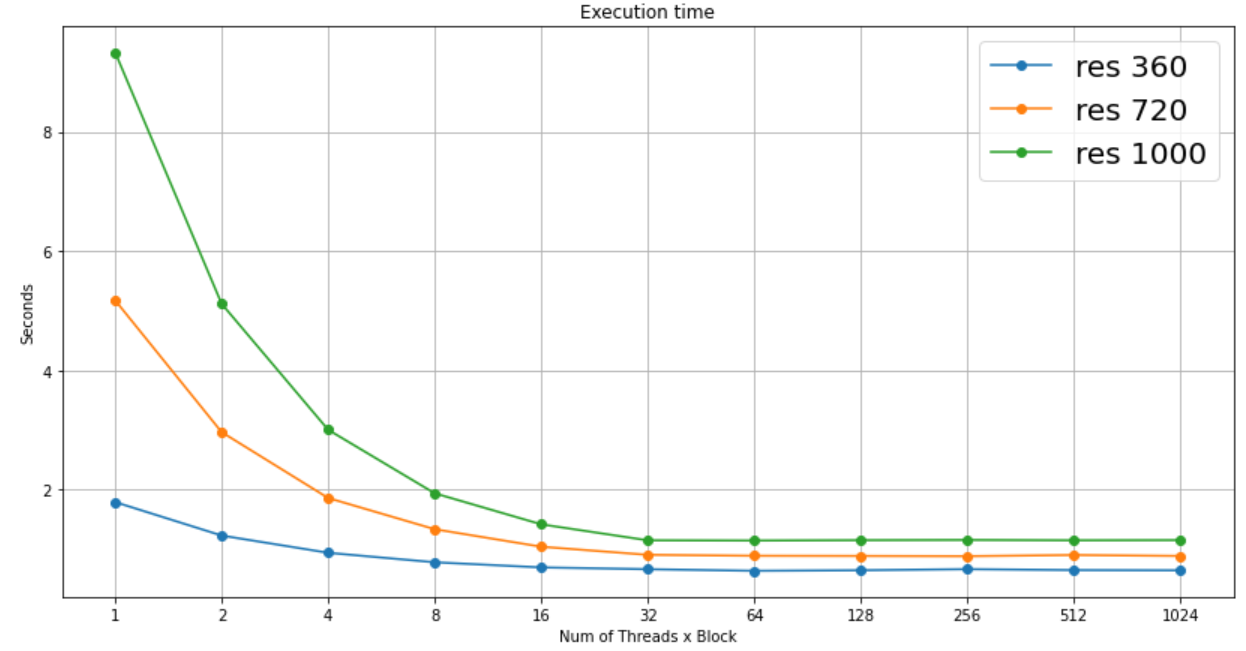 Execution time
res 360
res 720
res 1000
8
6
4
2
Seconds
1 2 4 8 16 32 64 128 256 512 1024
Num of Threads x Block